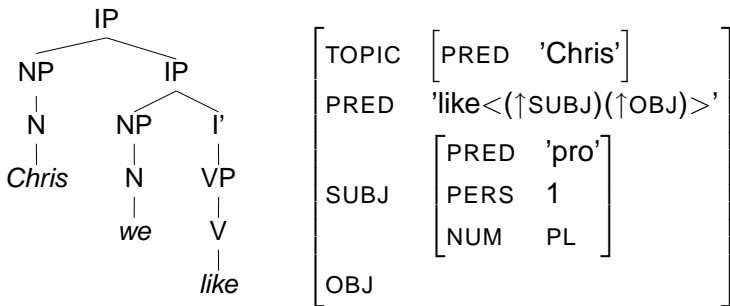 IP
TOPIC [PRED 'Chris']
NP IP
PRED 'like<(↑SUBJ)(↑OBJ)>'
N NP I'
PRED 'pro'
Chris N VP
SUBJ PERS 1
we V
NUM PL
like
OBJ